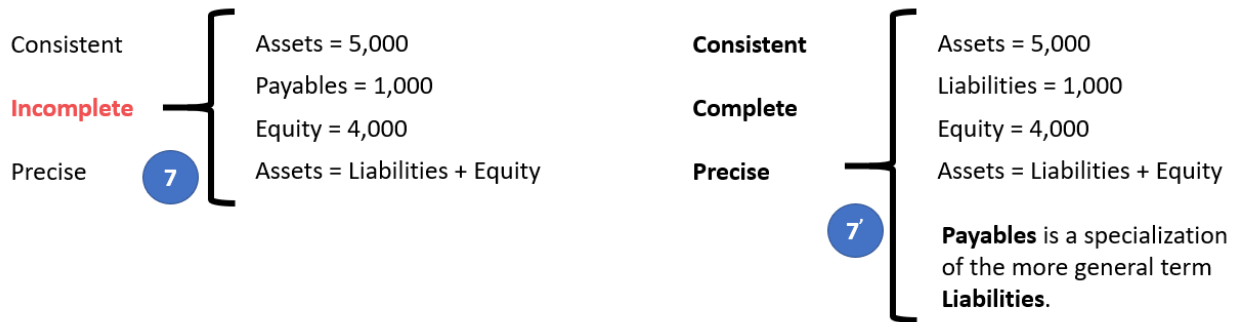 Consistent
Incomplete
Precise
7
Assets = 5,000
Payables = 1,000
Equity = 4,000
Assets = Liabilities + Equity
Consistent
Complete
Precise
7′
Assets = 5,000
Liabilities = 1,000
Equity = 4,000
Assets = Liabilities + Equity
Payables is a specialization
of the more general term
Liabilities.